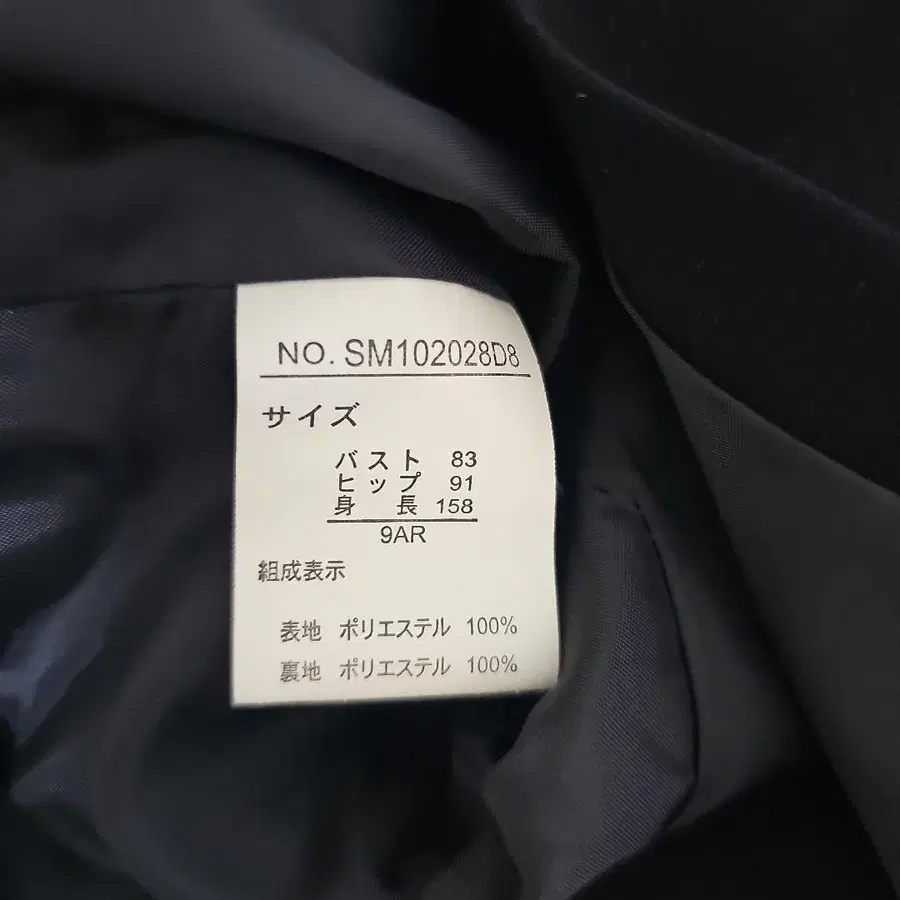 NO. SM102028D8
サイズ
バスト 83
ヒップ 91
身長 158
9AR
組成表示
表地 ポリエステル 100%
裏地 ポリエステル 100%